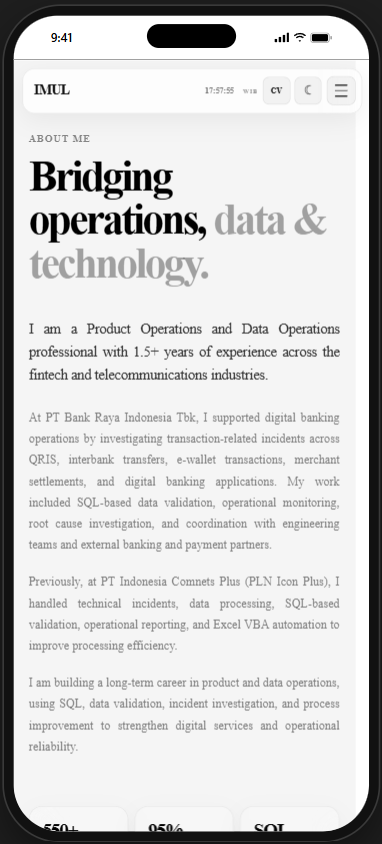 9:41
IMUL
17:57:55 WIB CV
ABOUT ME
Bridging
operations, data &
technology.
I am a Product Operations and Data Operations
professional with 1.5+ years of experience across the
fintech and telecommunications industries.
At PT Bank Raya Indonesia Tbk, I supported digital banking
operations by investigating transaction-related incidents across
QRIS, interbank transfers, e-wallet transactions, merchant
settlements, and digital banking applications. My work
included SQL-based data validation, operational monitoring,
root cause investigation, and coordination with engineering
teams and external banking and payment partners.
Previously, at PT Indonesia Comnets Plus (PLN Icon Plus), I
handled technical incidents, data processing, SQL-based
validation, operational reporting, and Excel VBA automation to
improve processing efficiency.
I am building a long-term career in product and data operations,
using SQL, data validation, incident investigation, and process
improvement to strengthen digital services and operational
reliability.
550+ 95% SQL